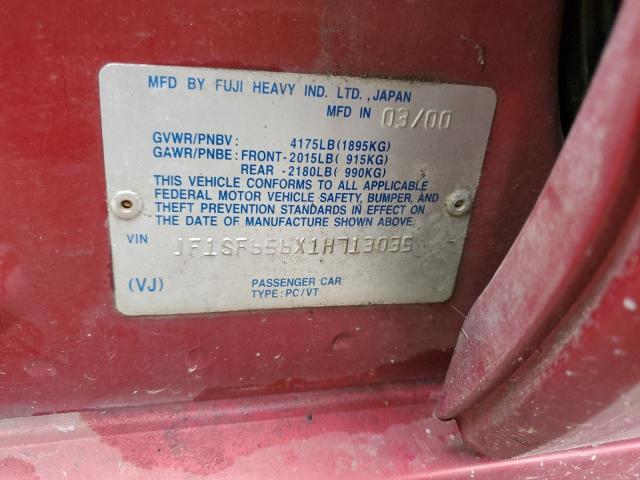 MFD BY FUJI HEAVY IND. LTD., JAPAN
MFD IN 03/00
GVWR/PNBV: 4175LB(1895KG)
GAWR/PNBE: FRONT-2015LB( 915KG)
REAR -2180LB( 990KG)
THIS VEHICLE CONFORMS TO ALL APPLICABLE
FEDERAL MOTOR VEHICLE SAFETY, BUMPER, AND
THEFT PREVENTION STANDARDS IN EFFECT ON
THE DATE OF MANUFACTURE SHOWN ABOVE.
VIN JF1SF656X1H713035
(VJ) PASSENGER CAR
TYPE: PC/VT